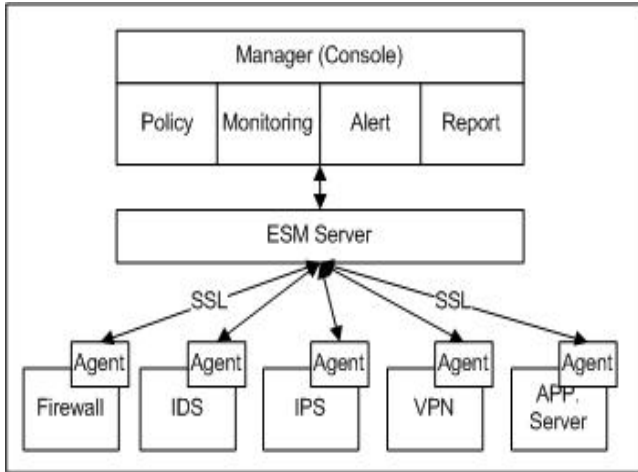 Manager (Console)
Policy Monitoring Alert Report
ESM Server
SSL SSL
Agent Agent Agent Agent Agent
Firewall IDS IPS VPN APP.
Server